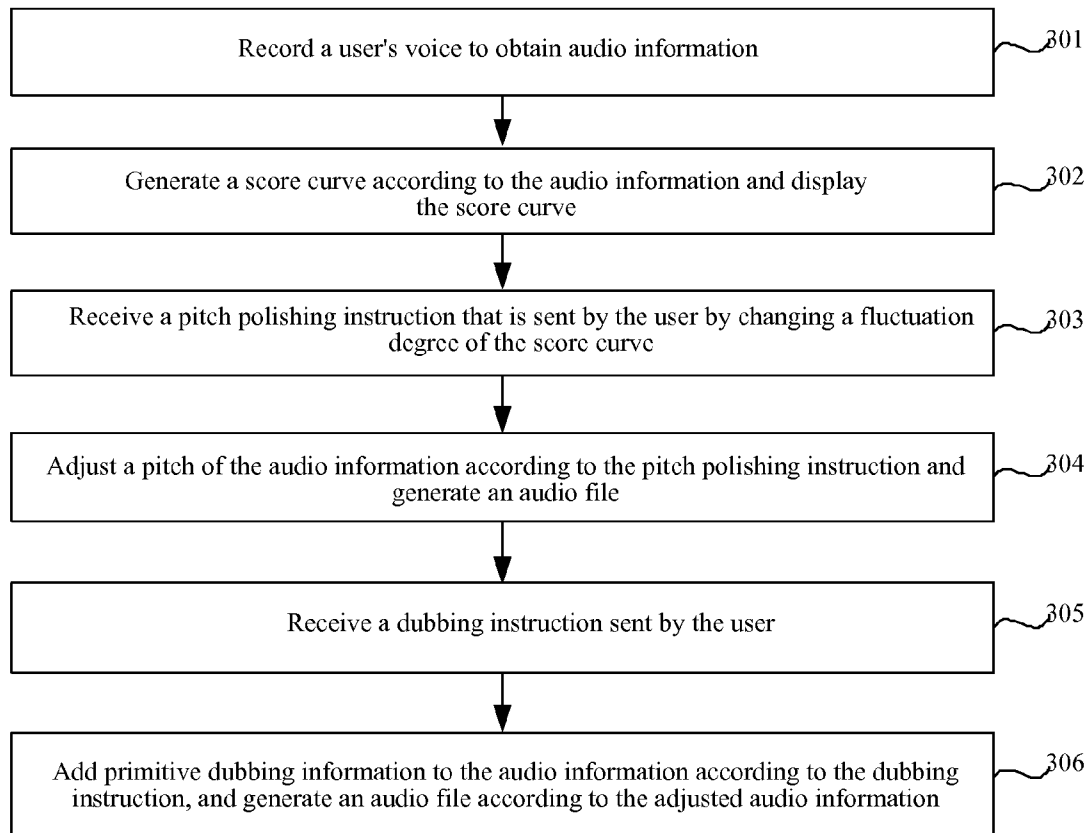 Record a user's voice to obtain audio information
301
Generate a score curve according to the audio information and display
the score curve
302
Receive a pitch polishing instruction that is sent by the user by changing a fluctuation
degree of the score curve
303
Adjust a pitch of the audio information according to the pitch polishing instruction and
generate an audio file
304
Receive a dubbing instruction sent by the user
305
Add primitive dubbing information to the audio information according to the dubbing
instruction, and generate an audio file according to the adjusted audio information
306